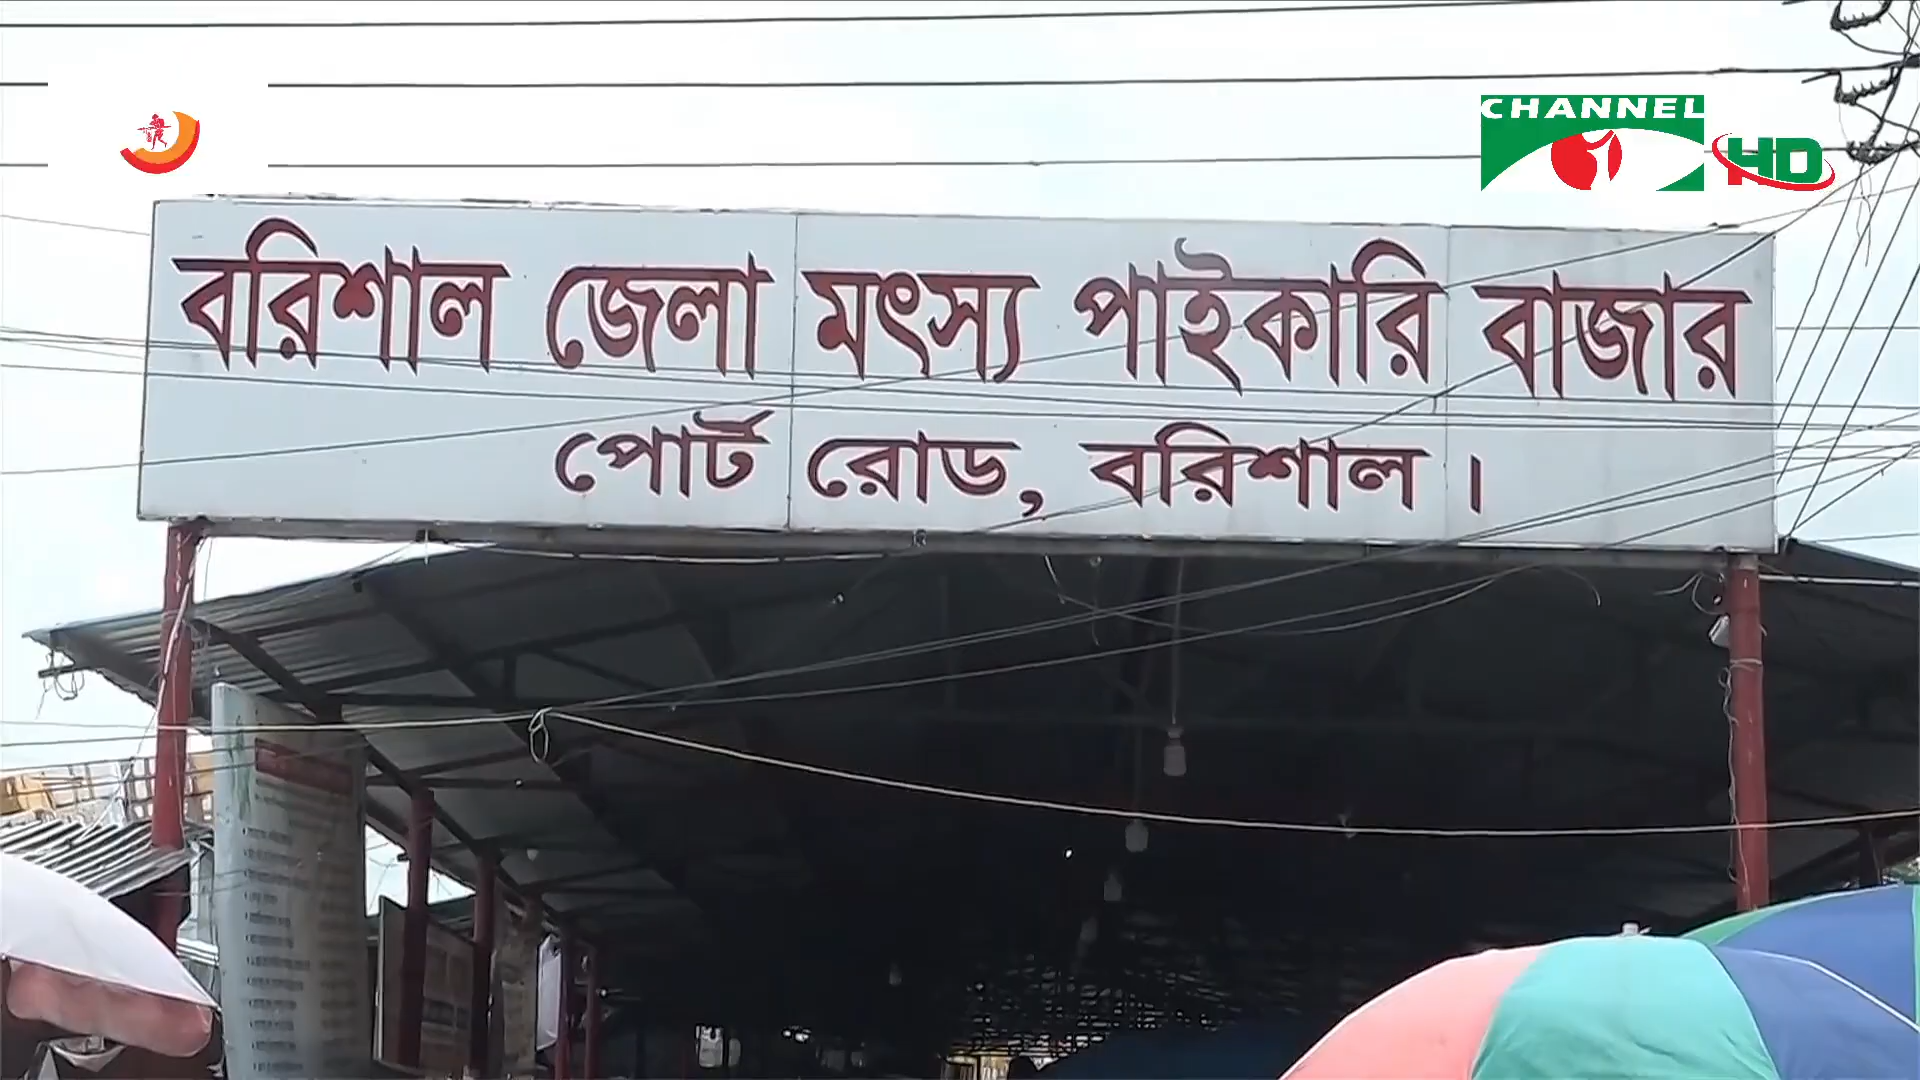 CHANNEL
HD
বরিশাল জেলা মৎস্য পাইকারি বাজার
পোর্ট রোড, বরিশাল।